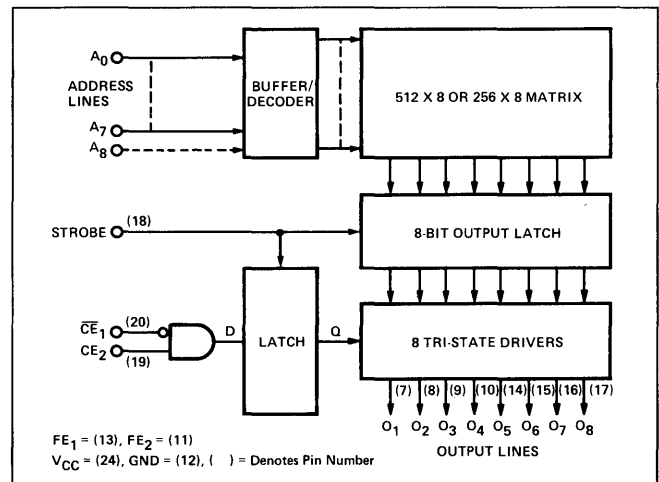 A0
ADDRESS
LINES
A7
A8
BUFFER/
DECODER
512 X 8 OR 256 X 8 MATRIX
STROBE (18)
8-BIT OUTPUT LATCH
CE1 (20)
CE2 (19)
D
LATCH
Q
8 TRI-STATE DRIVERS
(7) (8) (9) (10) (14) (15) (16) (17)
O1 O2 O3 O4 O5 O6 O7 O8
OUTPUT LINES
FE1 = (13), FE2 = (11)
VCC = (24), GND = (12), ( ) = Denotes Pin Number